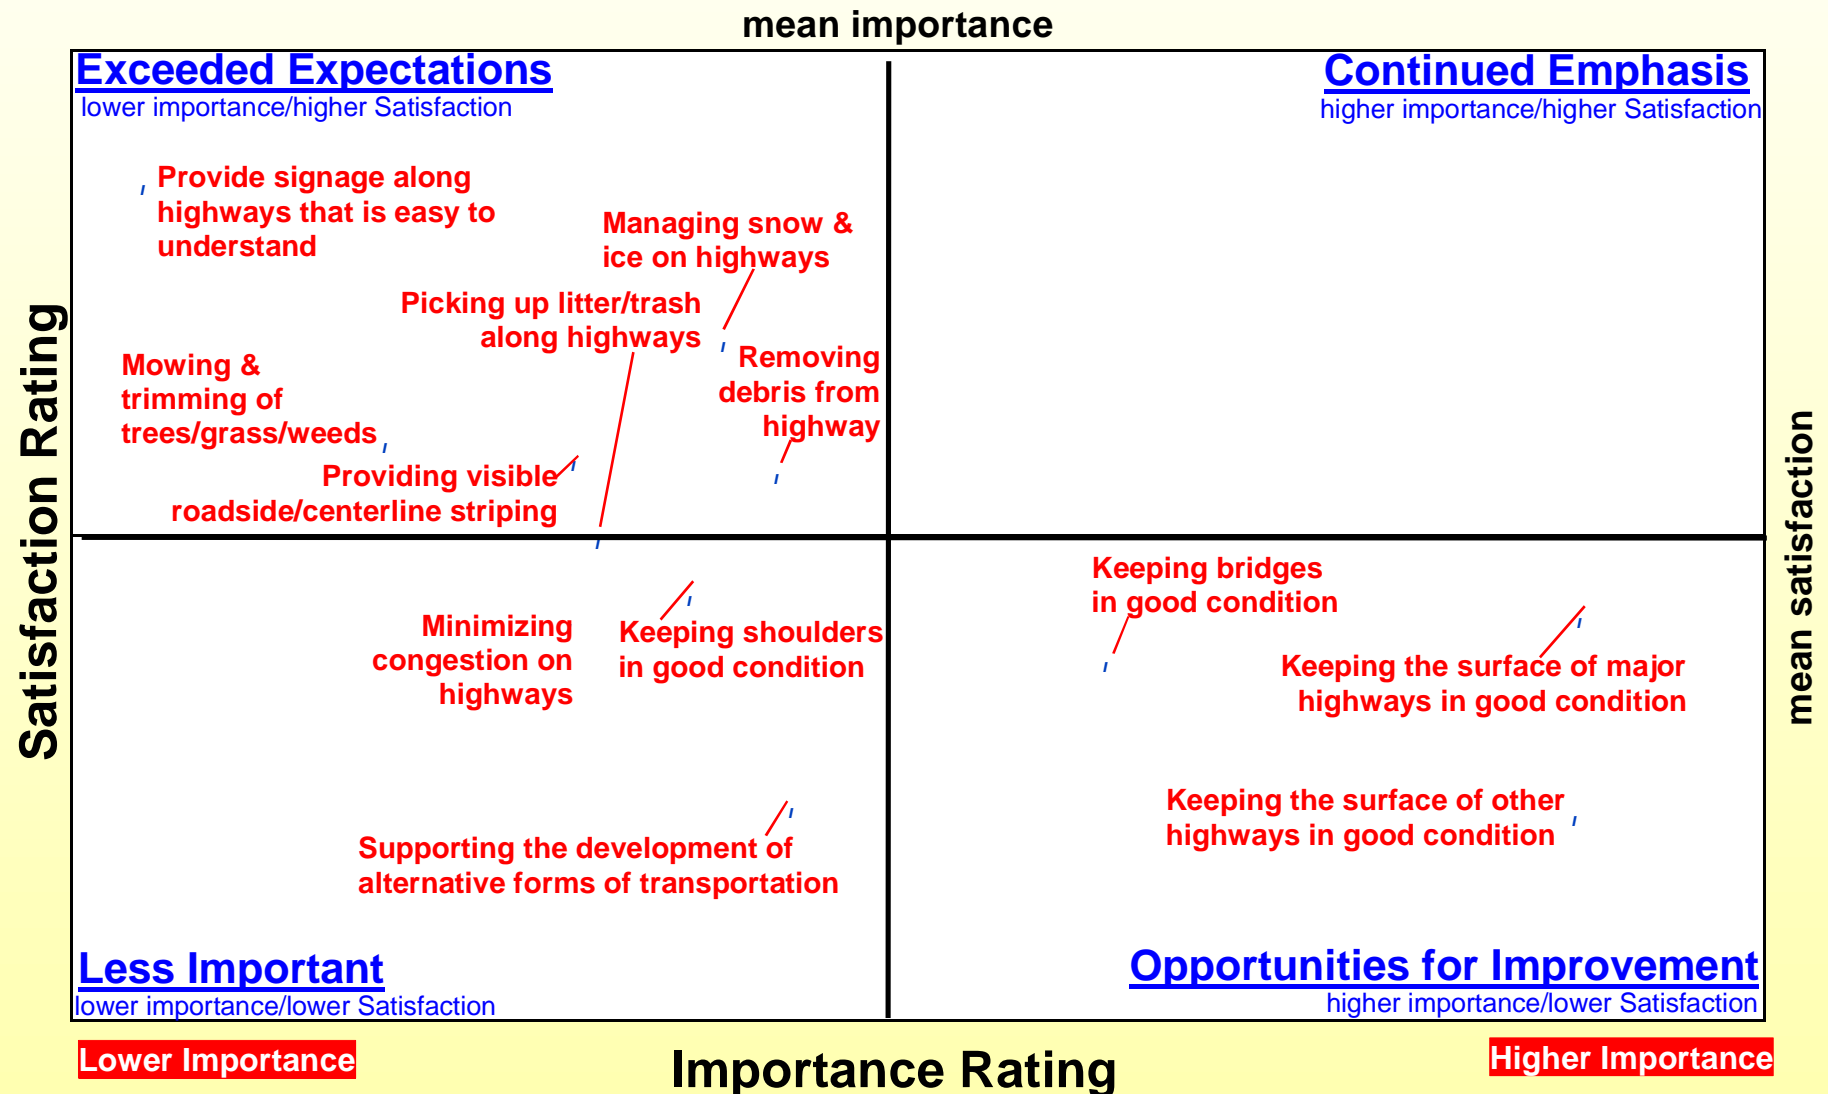 mean importance
Exceeded Expectations
lower importance/higher Satisfaction
Continued Emphasis
higher importance/higher Satisfaction
Provide signage along
highways that is easy to
understand
Managing snow &
ice on highways
Picking up litter/trash
along highways
Mowing &
trimming of
trees/grass/weeds
Removing
debris from
highway
Providing visible
roadside/centerline striping
Satisfaction Rating
mean satisfaction
Keeping bridges
in good condition
Minimizing
congestion on
highways
Keeping shoulders
in good condition
Keeping the surface of major
highways in good condition
Keeping the surface of other
highways in good condition
Supporting the development of
alternative forms of transportation
Less Important
lower importance/lower Satisfaction
Opportunities for Improvement
higher importance/lower Satisfaction
Lower Importance
Importance Rating
Higher Importance